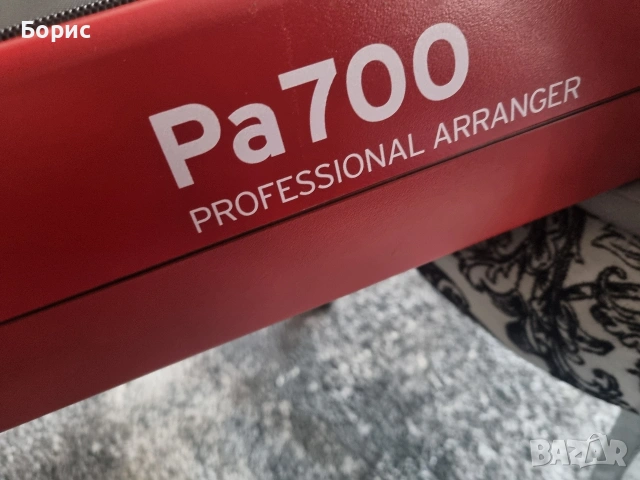 Борис
Pa700
PROFESSIONAL ARRANGER
BAZAR